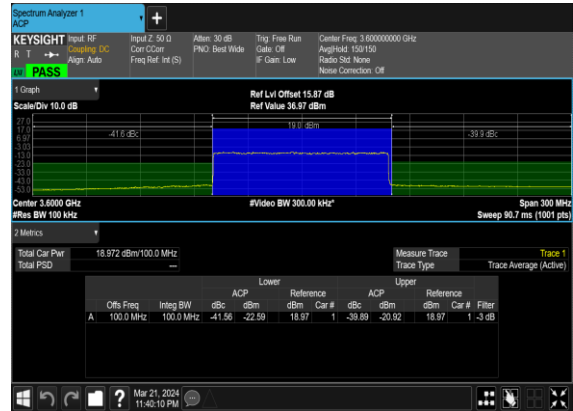 Spectrum Analyzer 1
ACP
KEYSIGHT
R T
Input: RF
Coupling: DC
Align: Auto
Input Z: 50 Ω
Corr CCorr
Freq Ref: Int (S)
Atten: 30 dB
PNO: Best Wide
Trig: Free Run
Gate: Off
IF Gain: Low
Center Freq: 3.600000000 GHz
Avg|Hold: 150/150
Radio Std: None
Noise Correction: Off
PASS
1 Graph
Scale/Div 10.0 dB
Ref Lvl Offset 15.87 dB
Ref Value 36.97 dBm
27.0
17.0
6.97
-3.03
-13.0
-23.0
-33.0
-43.0
-53.0
-41.6 dBc
19.0 dBm
-39.9 dBc
Center 3.6000 GHz
#Res BW 100 kHz
#Video BW 300.00 kHz*
Span 300 MHz
Sweep 90.7 ms (1001 pts)
2 Metrics
Total Car Pwr 18.972 dBm/100.0 MHz
Total PSD ---
Measure Trace Trace 1
Trace Type Trace Average (Active)
Lower Upper
ACP Reference ACP Reference
Offs Freq Integ BW dBc dBm dBm Car # dBc dBm dBm Car # Filter
A 100.0 MHz 100.0 MHz -41.56 -22.59 18.97 1 -39.89 -20.92 18.97 1 -3 dB
Mar 21, 2024
11:40:10 PM